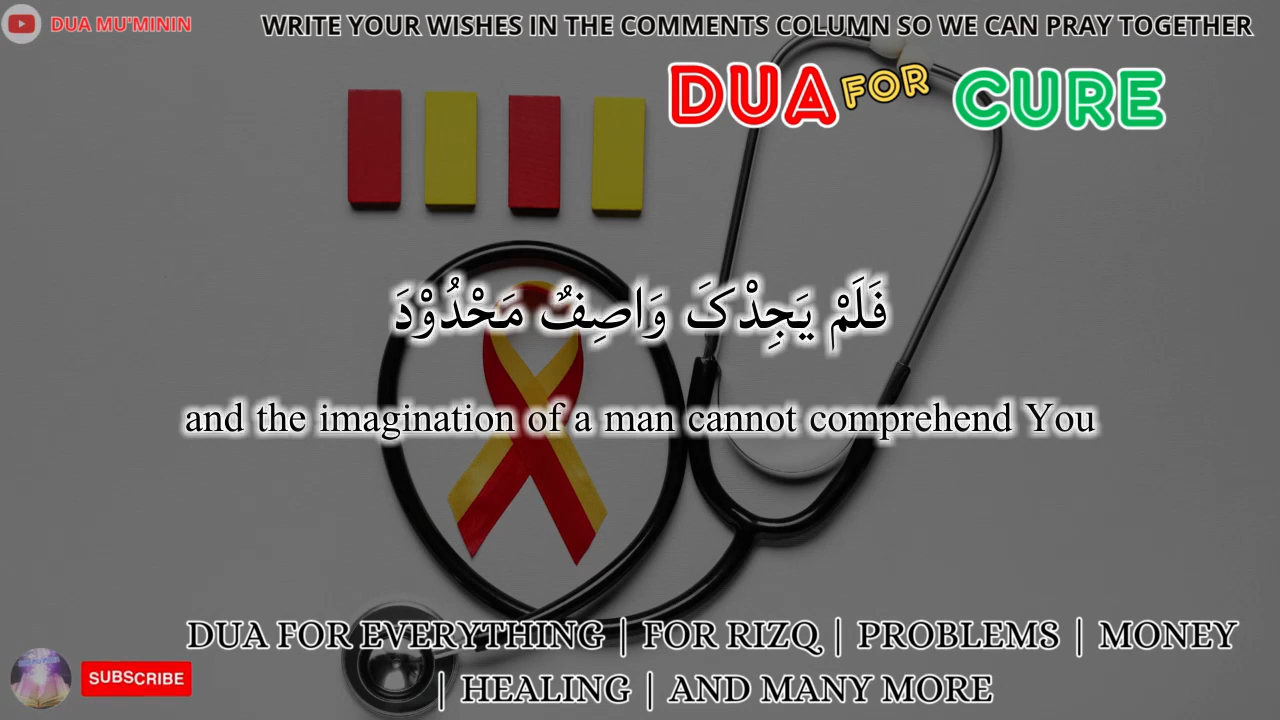 DUA MU'MININ
WRITE YOUR WISHES IN THE COMMENTS COLUMN SO WE CAN PRAY TOGETHER
DUA FOR CURE
فَلَمْ يَجِدْکَ وَاصِفٌ مَحْدُوْدَ
and the imagination of a man cannot comprehend You
DUA FOR EVERYTHING | FOR RIZQ | PROBLEMS | MONEY
| HEALING | AND MANY MORE
SUBSCRIBE